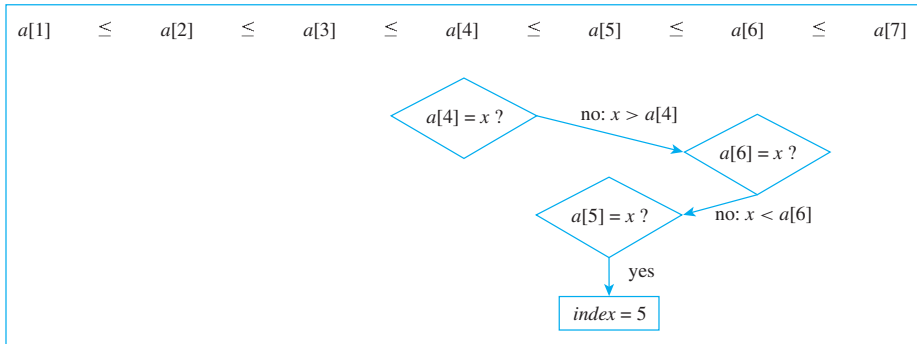 a[1] ≤ a[2] ≤ a[3] ≤ a[4] ≤ a[5] ≤ a[6] ≤ a[7]
a[4] = x ?
no: x > a[4]
a[6] = x ?
a[5] = x ?
no: x < a[6]
yes
index = 5